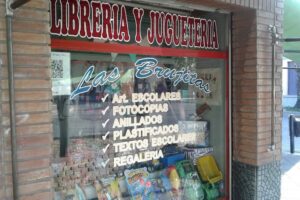 LIBRERIA Y JUGUETERIA
Las Brujitas
✓ Art. ESCOLARES
✓ FOTOCOPIAS
✓ ANILLADOS
✓ PLASTIFICADOS
✓ TEXTOS ESCOLARES
✓ REGALERIA